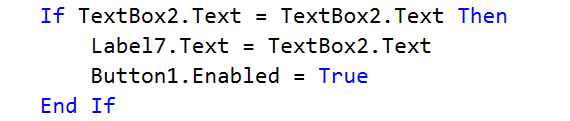 If TextBox2.Text = TextBox2.Text Then
Label7.Text = TextBox2.Text
Button1.Enabled = True
End If